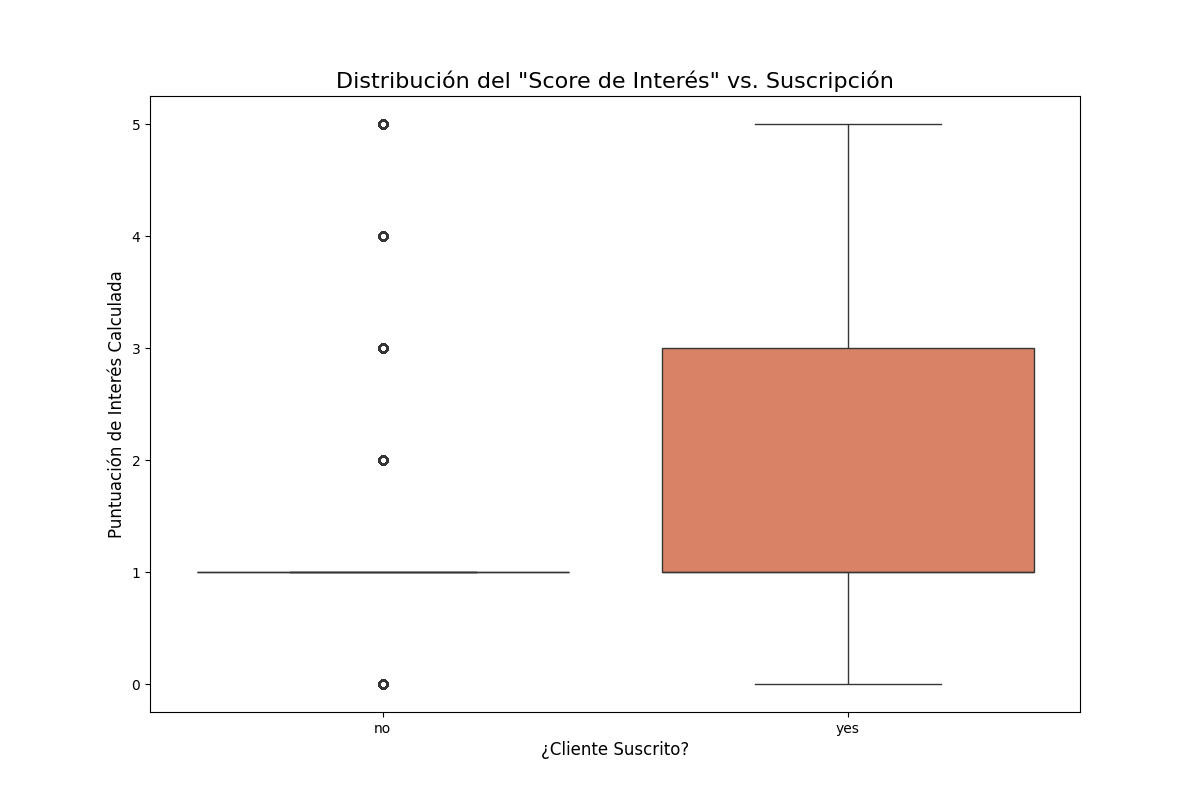 Distribución del "Score de Interés" vs. Suscripción
Puntuación de Interés Calculada
5
4
3
2
1
0
no yes
¿Cliente Suscrito?